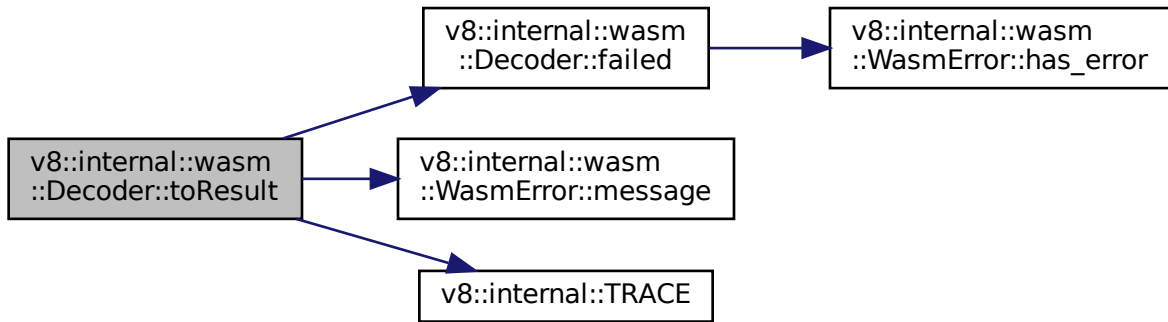 v8::internal::wasm
::Decoder::toResult
v8::internal::wasm
::Decoder::failed
v8::internal::wasm
::WasmError::has_error
v8::internal::wasm
::WasmError::message
v8::internal::TRACE